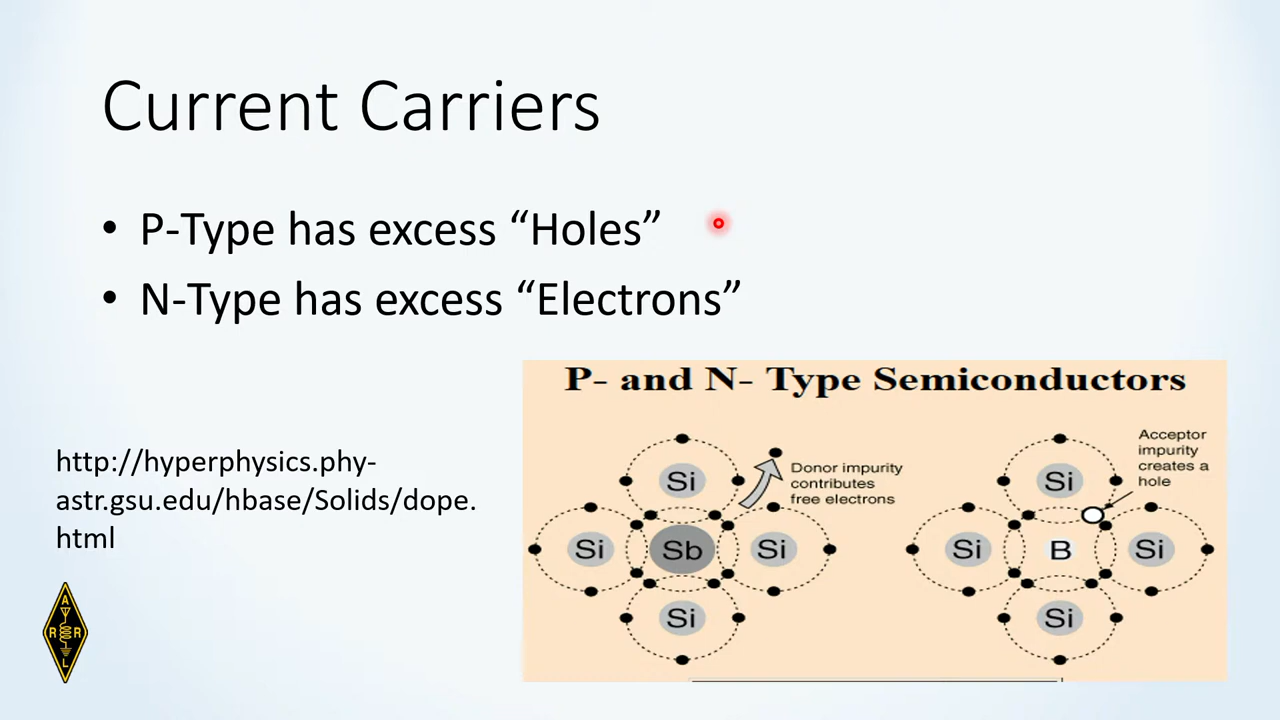 Current Carriers
• P-Type has excess “Holes”
• N-Type has excess “Electrons”
P- and N- Type Semiconductors
Acceptor
impurity
creates a
hole
Donor impurity
contributes
free electrons
Si
Si
Si Sb Si
Si B Si
Si
Si
http://hyperphysics.phy-
astr.gsu.edu/hbase/Solids/dope.
html
A
R R
L